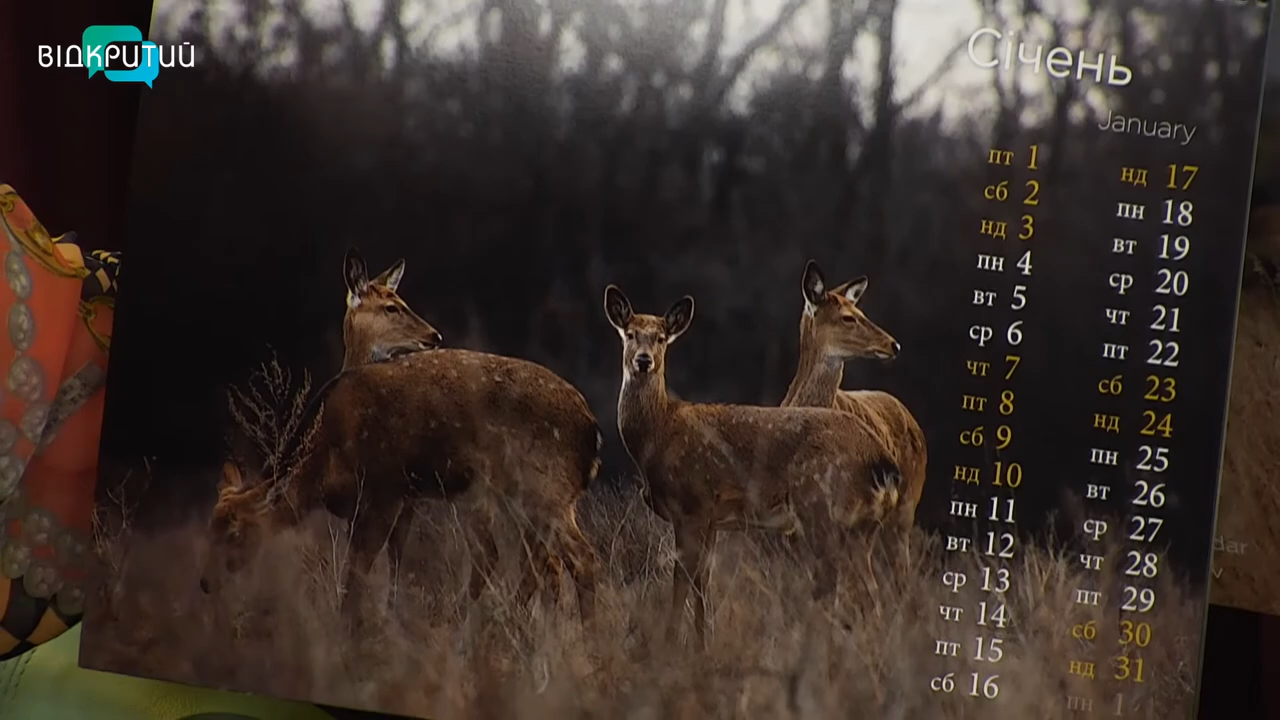 ВІДКРИТИЙ
Січень
January
пт 1
сб 2
нд 3
пн 4
вт 5
ср 6
чт 7
пт 8
сб 9
нд 10
пн 11
вт 12
ср 13
чт 14
пт 15
сб 16
нд 17
пн 18
вт 19
ср 20
чт 21
пт 22
сб 23
нд 24
пн 25
вт 26
ср 27
чт 28
пт 29
сб 30
нд 31
пн